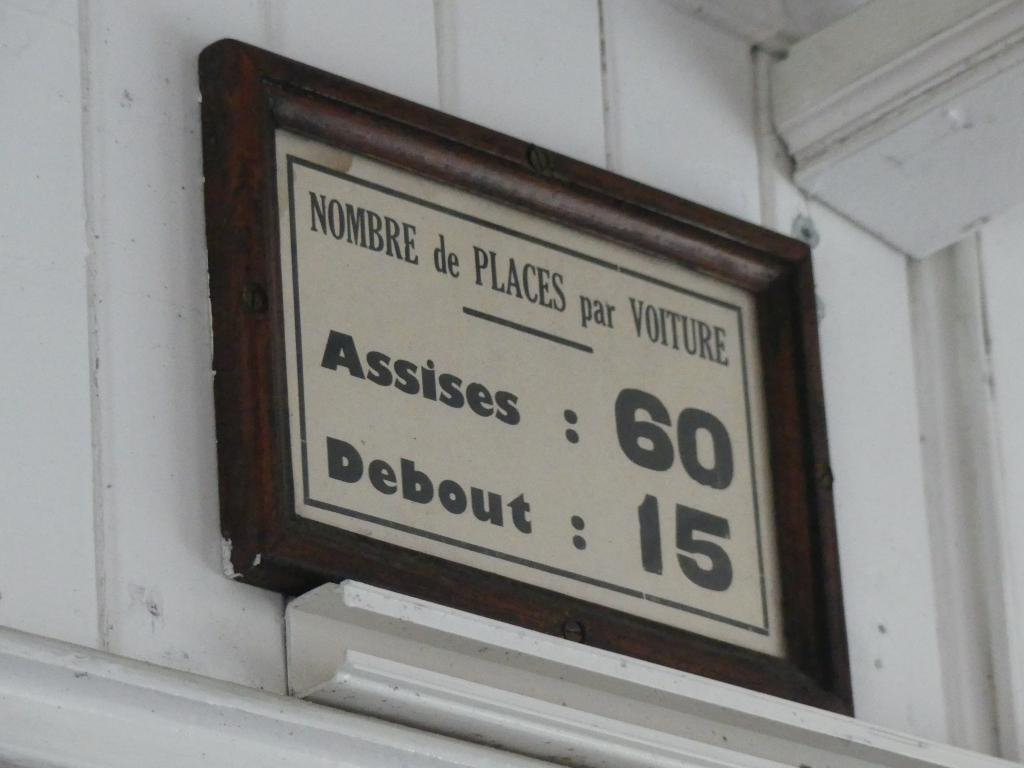 NOMBRE de PLACES par VOITURE
Assises : 60
Debout : 15